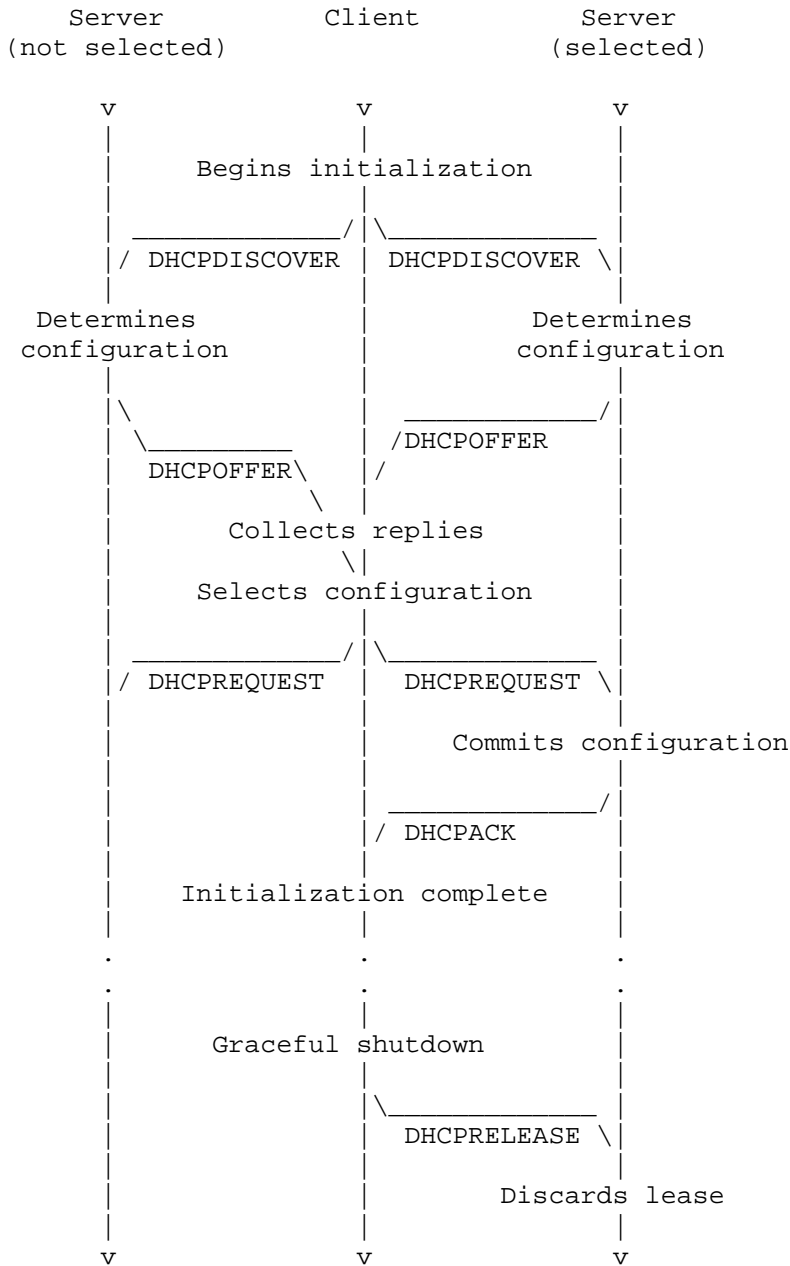 Server Client Server
(not selected) (selected)
v v v
Begins initialization
DHCPDISCOVER DHCPDISCOVER
Determines Determines
configuration configuration
DHCPOFFER
DHCPOFFER
Collects replies
Selects configuration
DHCPREQUEST DHCPREQUEST
Commits configuration
DHCPACK
Initialization complete
. . .
. . .
Graceful shutdown
DHCPRELEASE
Discards lease
v v v